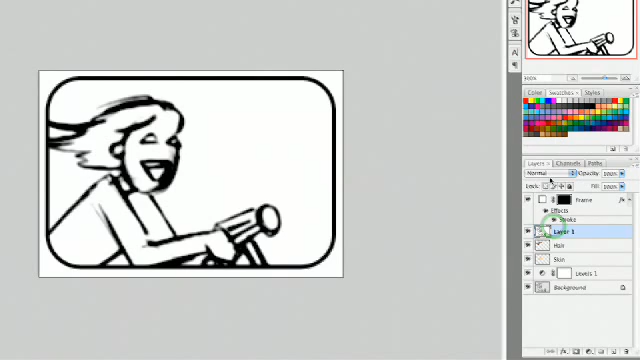 Color Swatches × Styles
Layers × Channels Paths
Normal Opacity: 100%
Lock: Fill: 100%
Frame fx
Effects
Stroke
Layer 1
Hair
Skin
Levels 1
Background